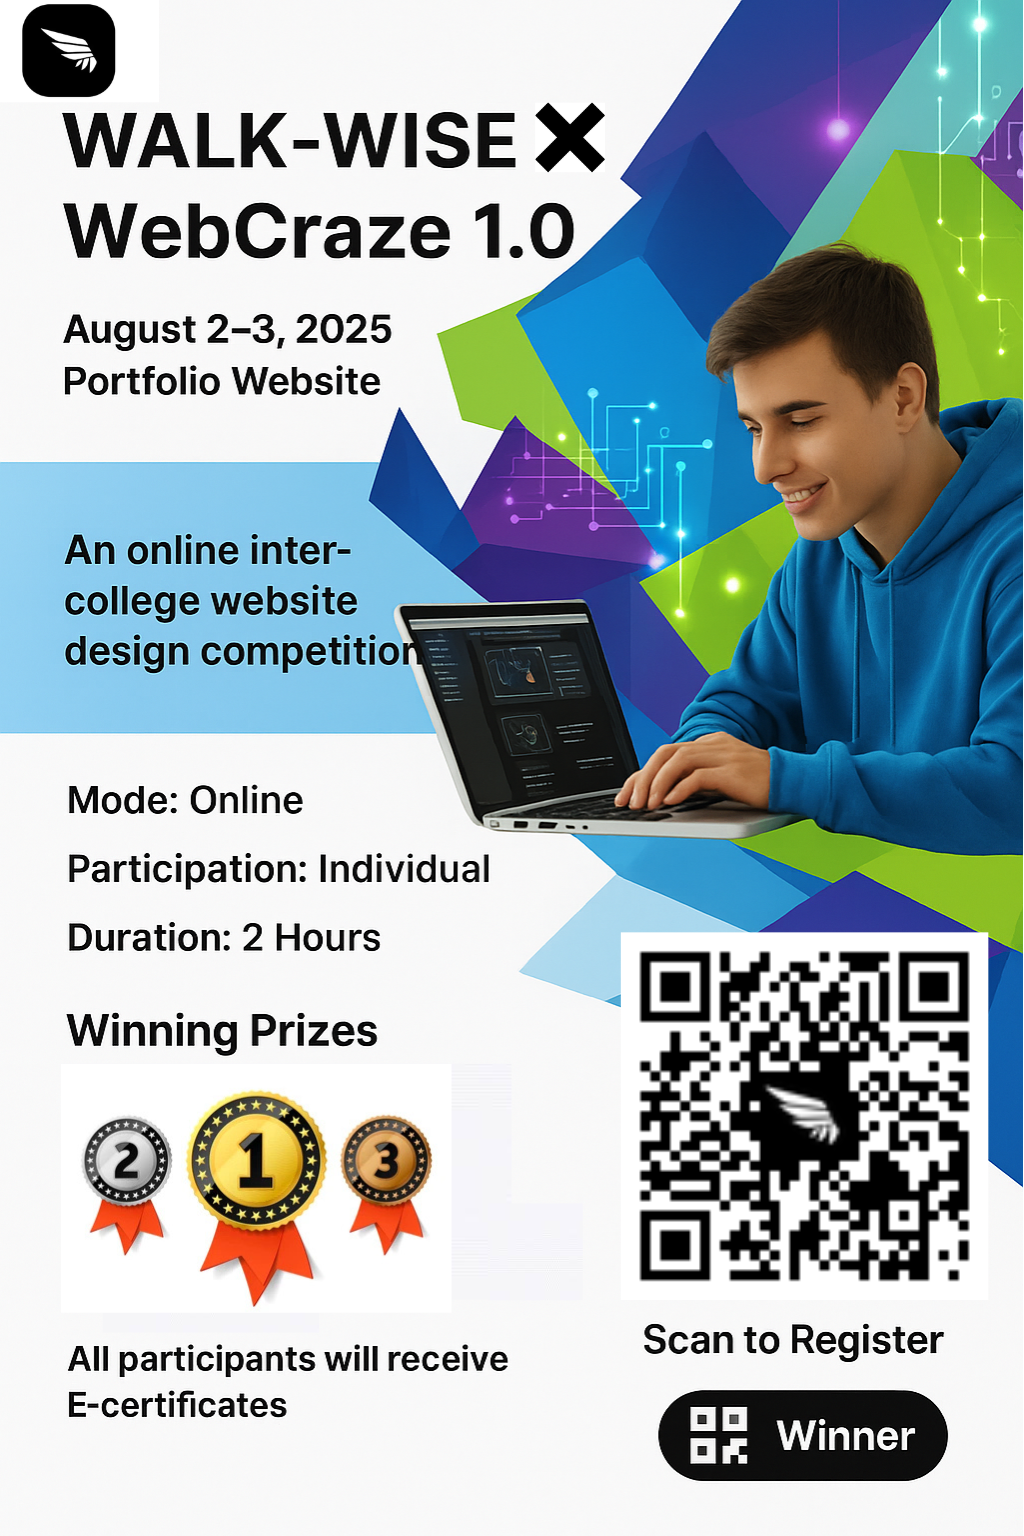 WALK-WISE ✖
WebCraze 1.0
August 2–3, 2025
Portfolio Website
An online inter-
college website
design competition
Mode: Online
Participation: Individual
Duration: 2 Hours
Winning Prizes
2 1 3
All participants will receive
E-certificates
Scan to Register
Winner